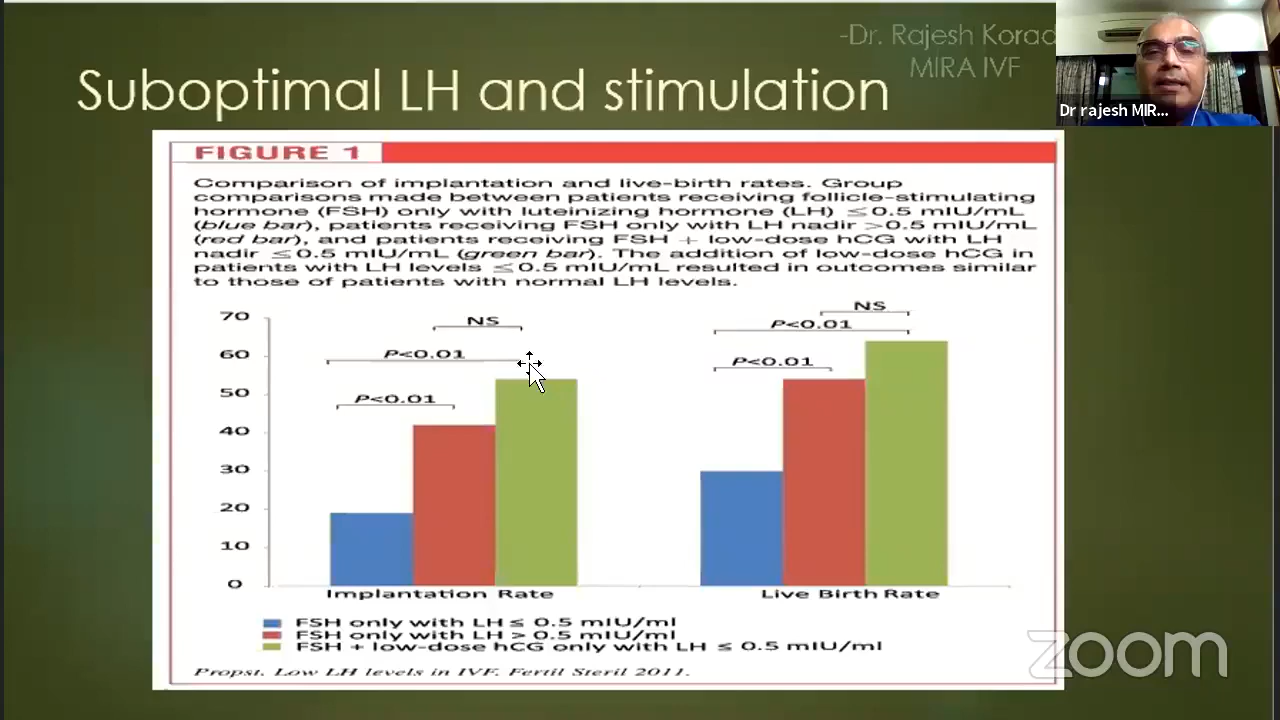 -Dr. Rajesh Korad
MIRA IVF
Suboptimal LH and stimulation
Dr rajesh MIR...
FIGURE 1
Comparison of implantation and live-birth rates. Group
comparisons made between patients receiving follicle-stimulating
hormone (FSH) only with luteinizing hormone (LH) ≤0.5 mIU/mL
(blue bar), patients receiving FSH only with LH nadir >0.5 mIU/mL
(red bar), and patients receiving FSH + low-dose hCG with LH
nadir ≤0.5 mIU/mL (green bar). The addition of low-dose hCG in
patients with LH levels ≤0.5 mIU/mL resulted in outcomes similar
to those of patients with normal LH levels.
70
60
50
40
30
20
10
0
NS
P<0.01
P<0.01
NS
P<0.01
P<0.01
Implantation Rate
Live Birth Rate
FSH only with LH ≤ 0.5 mIU/ml
FSH only with LH > 0.5 mIU/ml
FSH + low-dose hCG only with LH ≤ 0.5 mIU/ml
Propst. Low LH levels in IVF. Fertil Steril 2011.
zoom